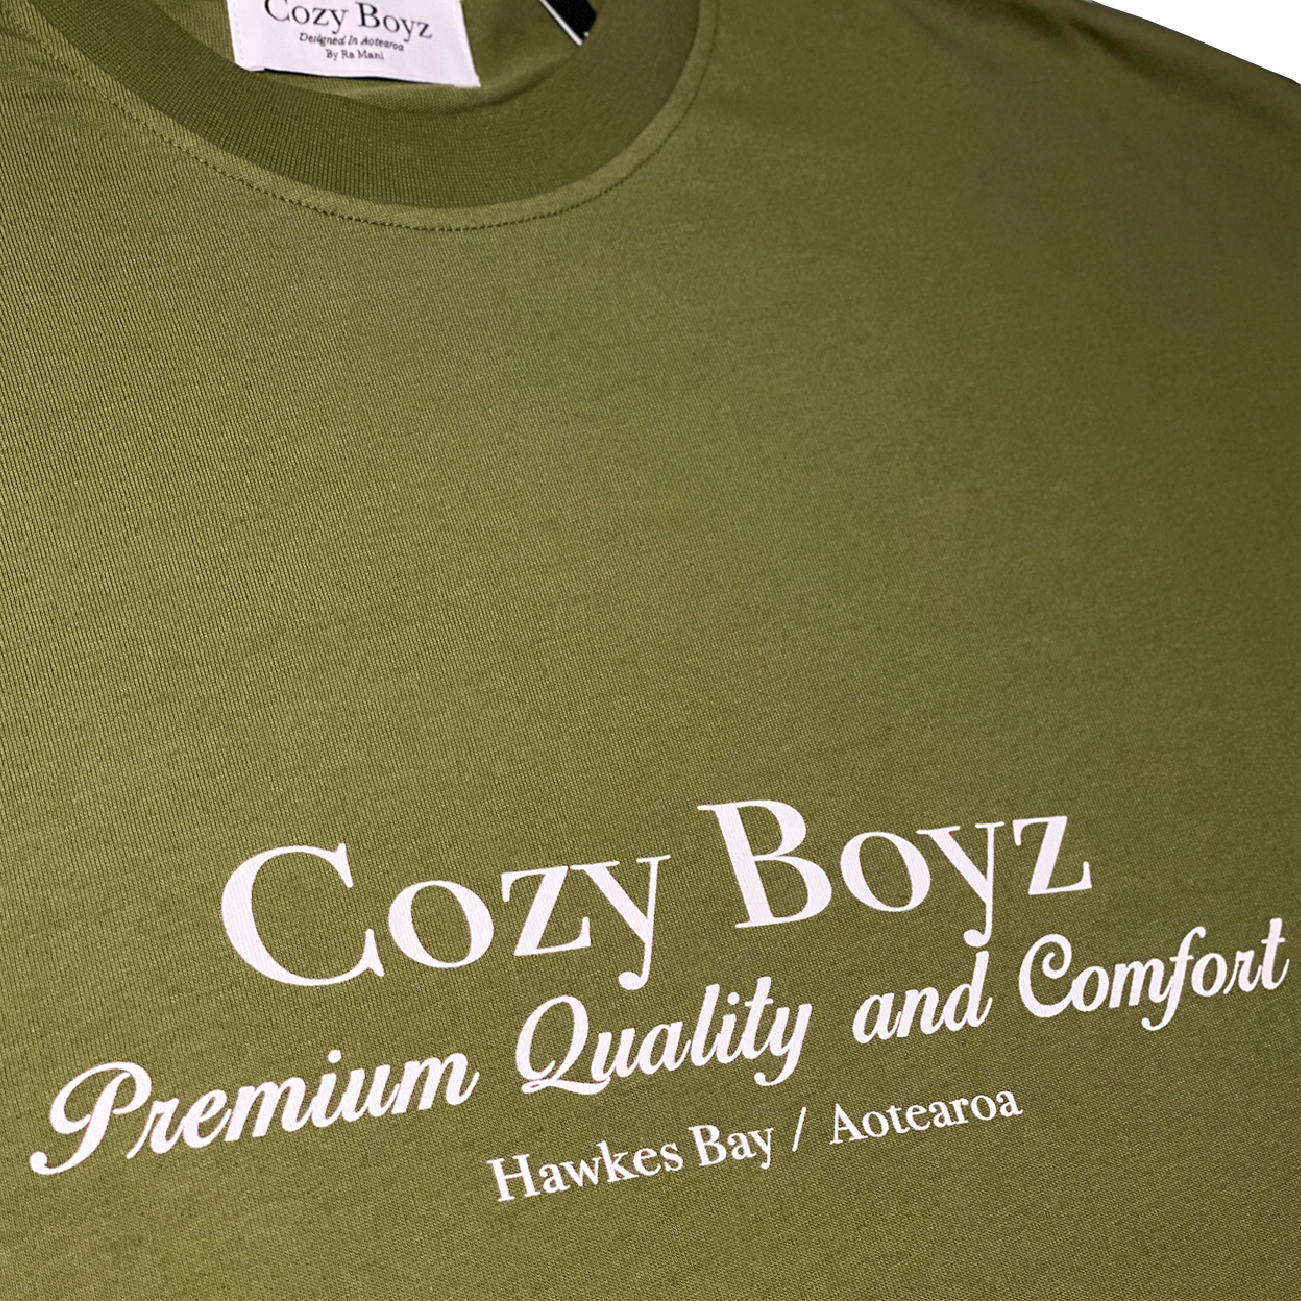 Cozy Boyz
Designed In Aotearoa
By Ra Mani
Cozy Boyz
Premium Quality and Comfort
Hawkes Bay / Aotearoa